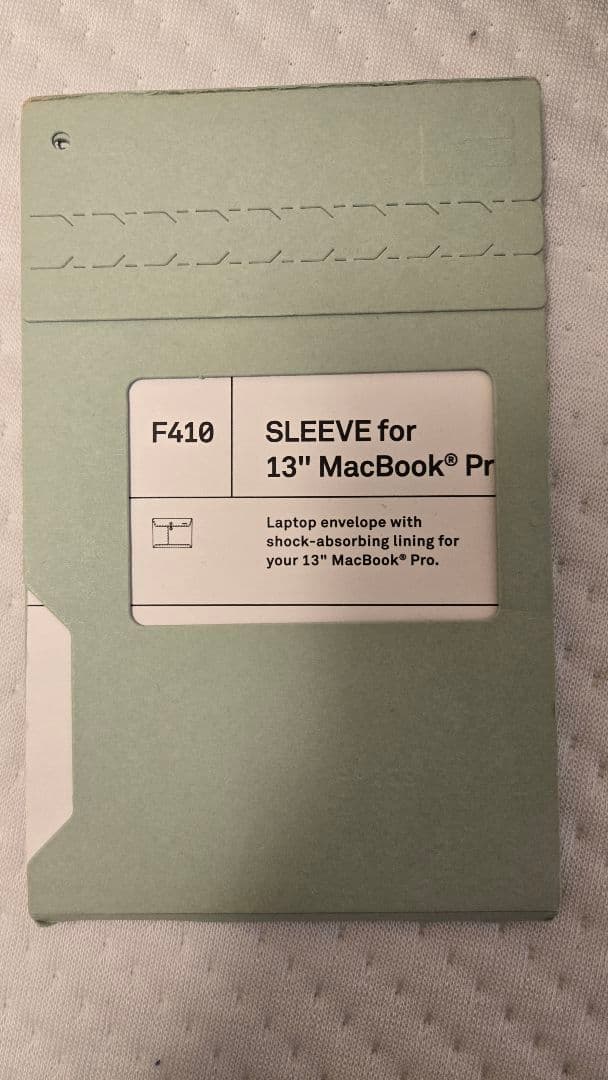 F410
SLEEVE for
13" MacBook® Pr
Laptop envelope with
shock-absorbing lining for
your 13" MacBook® Pro.